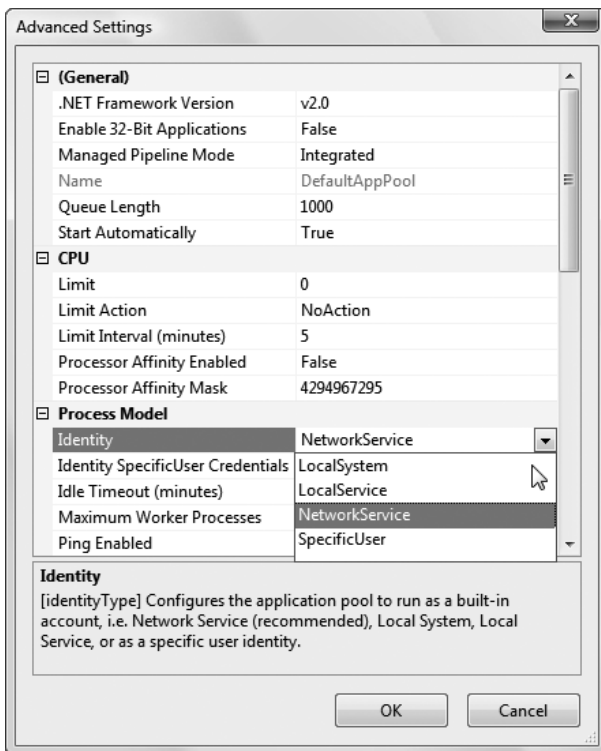 Advanced Settings
(General)
.NET Framework Version v2.0
Enable 32-Bit Applications False
Managed Pipeline Mode Integrated
Name DefaultAppPool
Queue Length 1000
Start Automatically True
CPU
Limit 0
Limit Action NoAction
Limit Interval (minutes) 5
Processor Affinity Enabled False
Processor Affinity Mask 4294967295
Process Model
Identity NetworkService
Identity SpecificUser Credentials LocalSystem
Idle Timeout (minutes) LocalService
Maximum Worker Processes NetworkService
Ping Enabled SpecificUser
Identity
[identityType] Configures the application pool to run as a built-in
account, i.e. Network Service (recommended), Local System, Local
Service, or as a specific user identity.
OK Cancel